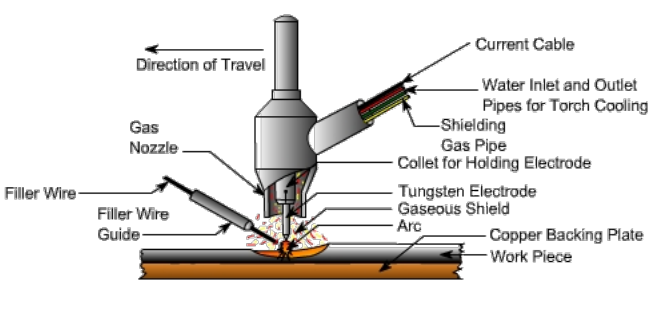 Current Cable
Direction of Travel
Water Inlet and Outlet
Pipes for Torch Cooling
Shielding
Gas Pipe
Gas
Nozzle
Collet for Holding Electrode
Filler Wire
Tungsten Electrode
Filler Wire
Guide
Gaseous Shield
Arc
Copper Backing Plate
Work Piece